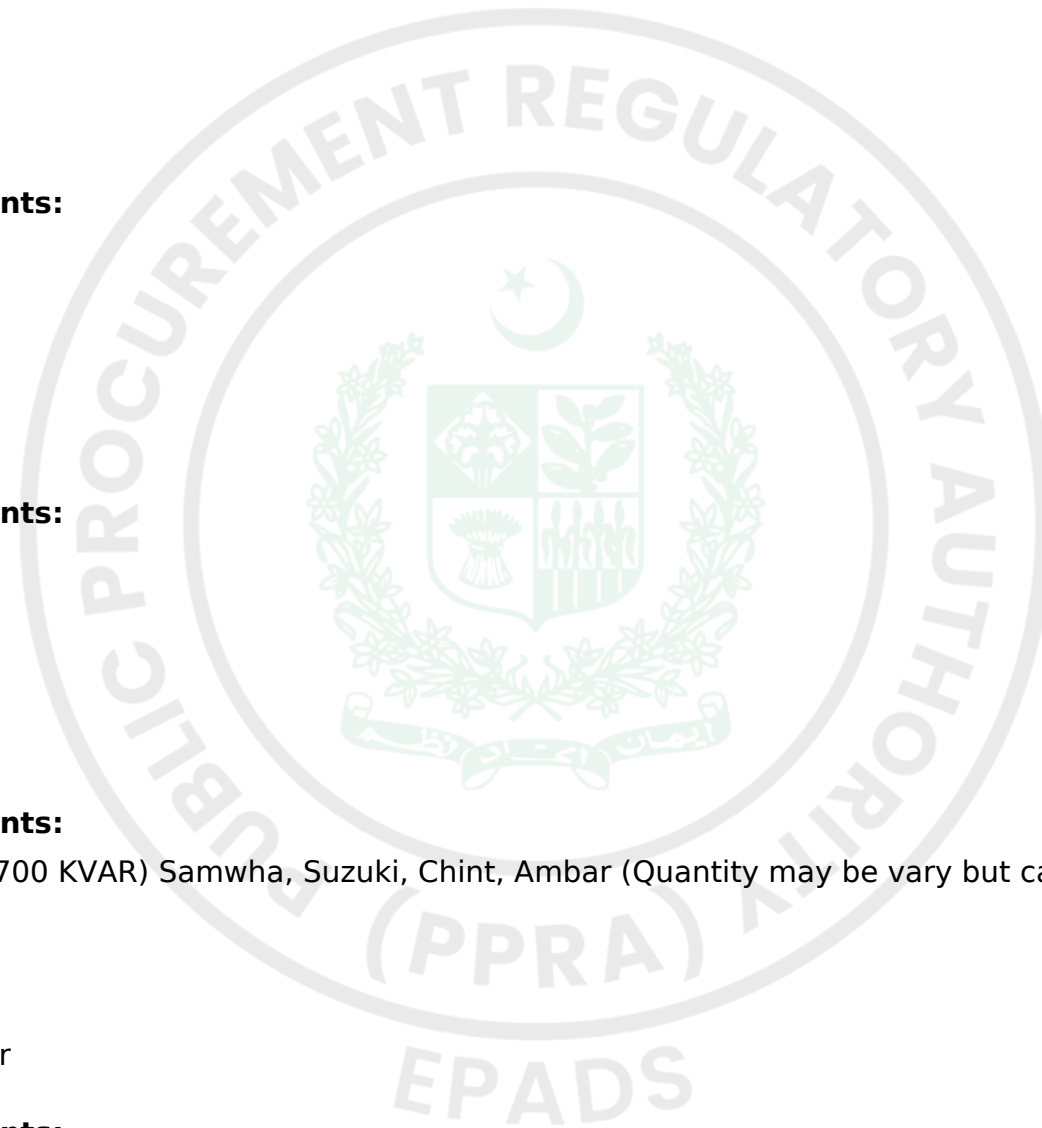 PUBLIC PROCUREMENT REGULATORY AUTHORITY
nts:
nts:
nts:
700 KVAR) Samwha, Suzuki, Chint, Ambar (Quantity may be vary but ca
(PPRA)
r
EPADS